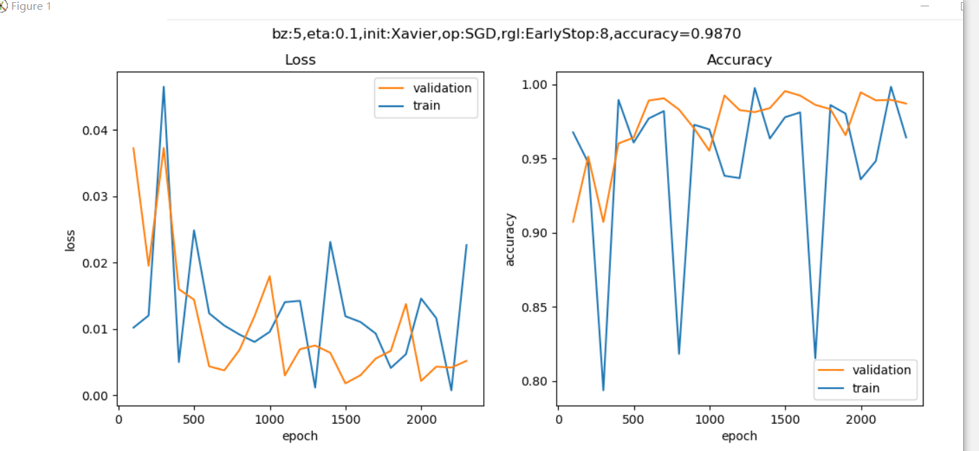 Figure 1
bz:5,eta:0.1,init:Xavier,op:SGD,rgl:EarlyStop:8,accuracy=0.9870
Loss
validation
train
0.04
0.03
0.02
0.01
0.00
loss
0
500
1000
1500
2000
epoch
Accuracy
1.00
0.95
0.90
0.85
0.80
accuracy
validation
train
0
500
1000
1500
2000
epoch